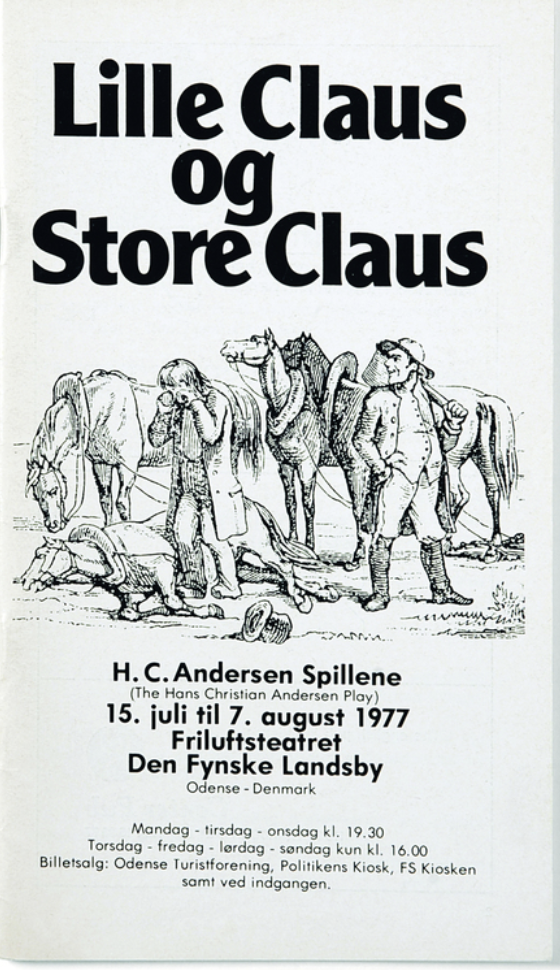 Lille Claus
og
Store Claus
H. C. Andersen Spillene
(The Hans Christian Andersen Play)
15. juli til 7. august 1977
Friluftsteatret
Den Fynske Landsby
Odense - Denmark
Mandag - tirsdag - onsdag kl. 19.30
Torsdag - fredag - lørdag - søndag kun kl. 16.00
Billetsalg: Odense Turistforening, Politikens Kiosk, FS Kiosken
samt ved indgangen.